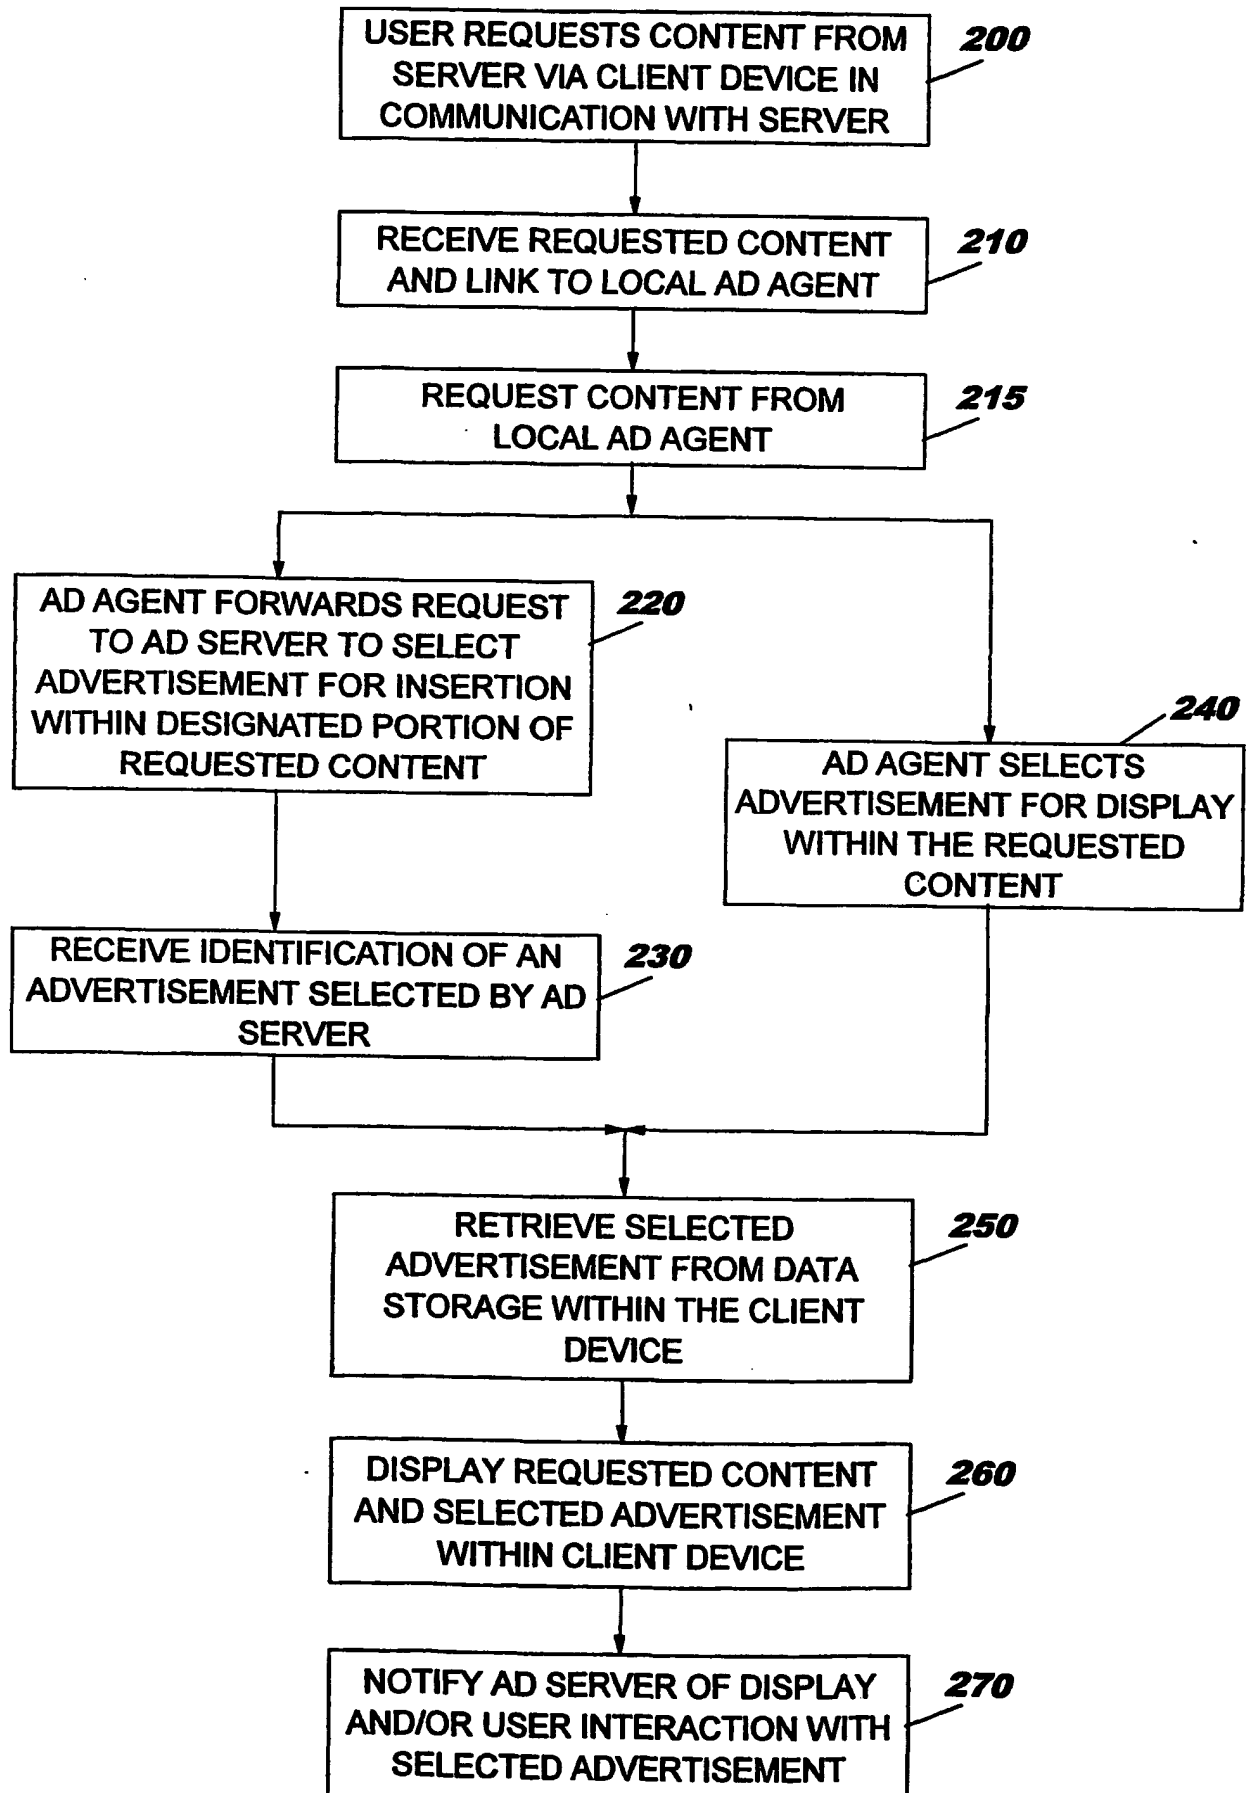 USER REQUESTS CONTENT FROM
SERVER VIA CLIENT DEVICE IN
COMMUNICATION WITH SERVER
200
RECEIVE REQUESTED CONTENT
AND LINK TO LOCAL AD AGENT
210
REQUEST CONTENT FROM
LOCAL AD AGENT
215
AD AGENT FORWARDS REQUEST
TO AD SERVER TO SELECT
ADVERTISEMENT FOR INSERTION
WITHIN DESIGNATED PORTION OF
REQUESTED CONTENT
220
AD AGENT SELECTS
ADVERTISEMENT FOR DISPLAY
WITHIN THE REQUESTED
CONTENT
240
RECEIVE IDENTIFICATION OF AN
ADVERTISEMENT SELECTED BY AD
SERVER
230
RETRIEVE SELECTED
ADVERTISEMENT FROM DATA
STORAGE WITHIN THE CLIENT
DEVICE
250
DISPLAY REQUESTED CONTENT
AND SELECTED ADVERTISEMENT
WITHIN CLIENT DEVICE
260
NOTIFY AD SERVER OF DISPLAY
AND/OR USER INTERACTION WITH
SELECTED ADVERTISEMENT
270